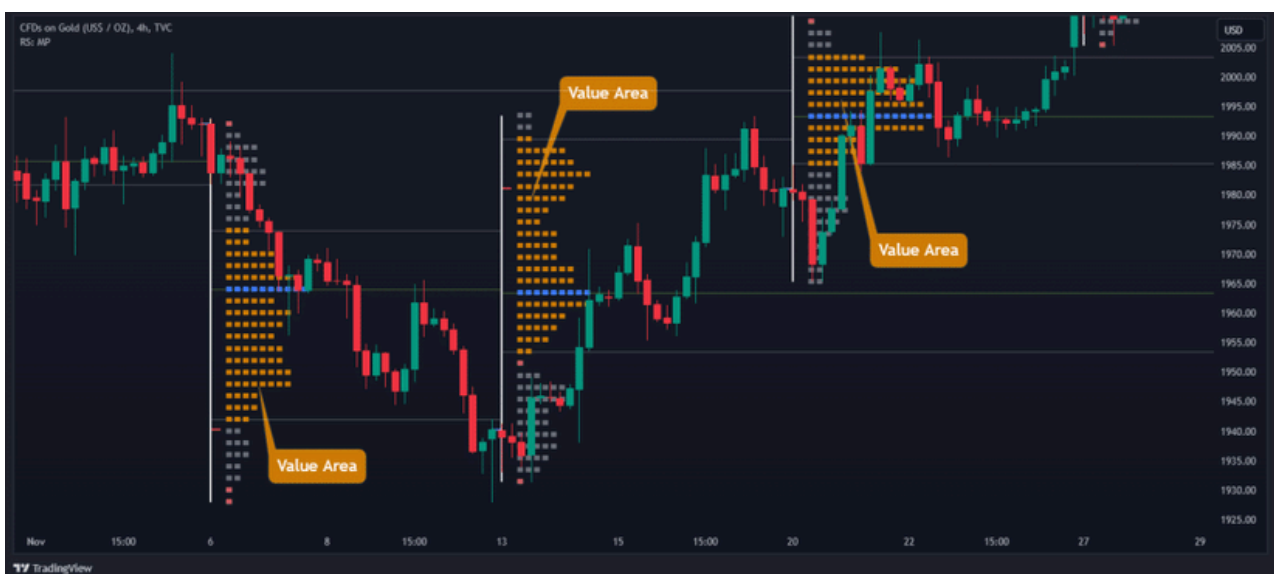 CFDs on Gold (US$ / OZ), 4h, TVC
RS: MP
USD
2005.00
2000.00
1995.00
1990.00
1985.00
1980.00
1975.00
1970.00
1965.00
1960.00
1955.00
1950.00
1945.00
1940.00
1935.00
1930.00
1925.00
Value Area
Value Area
Value Area
Nov 15:00 6 8 15:00 13 15 15:00 20 22 15:00 27 29
TradingView